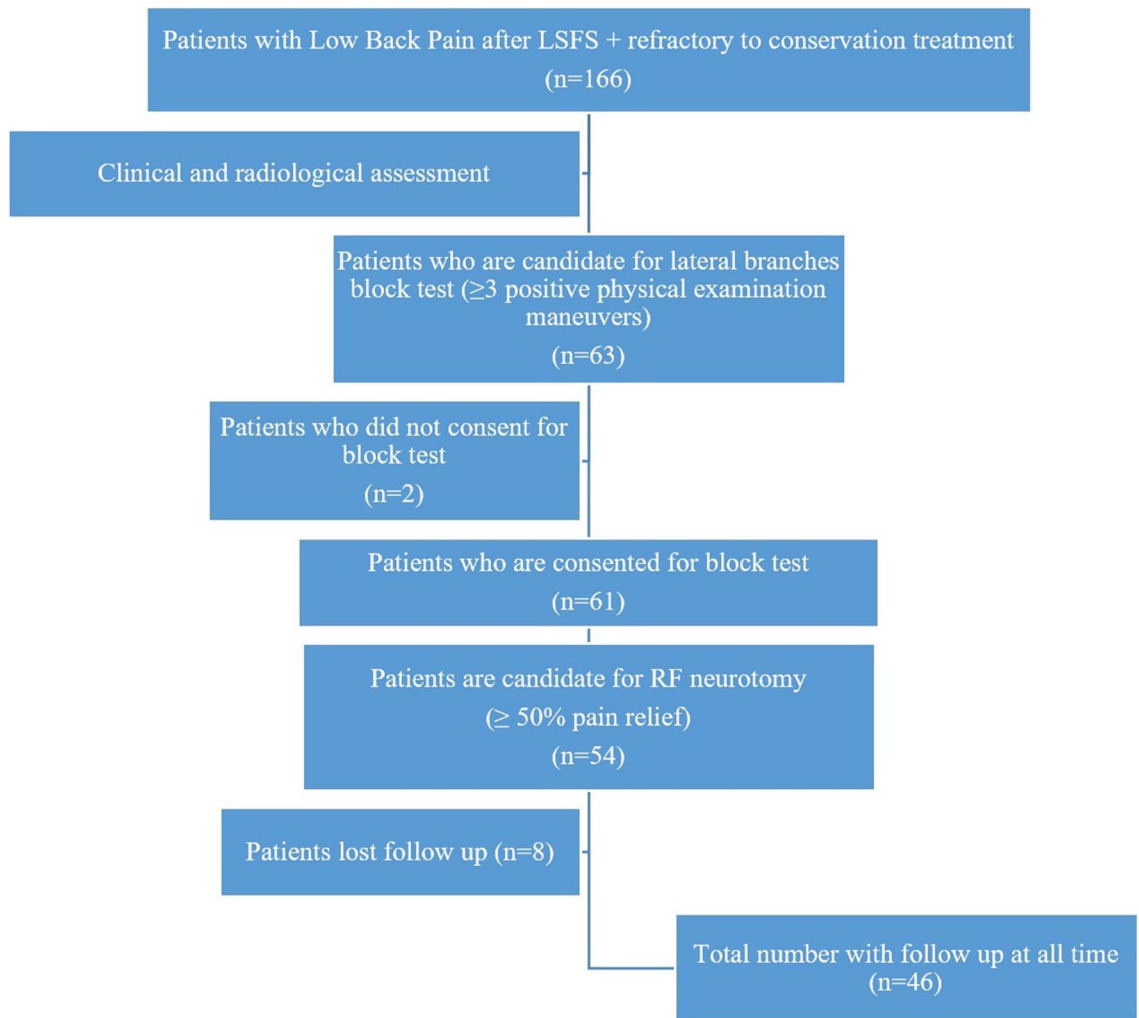 Patients with Low Back Pain after LSFS + refractory to conservation treatment
(n=166)
Clinical and radiological assessment
Patients who are candidate for lateral branches
block test (≥3 positive physical examination
maneuvers)
(n=63)
Patients who did not consent for
block test
(n=2)
Patients who are consented for block test
(n=61)
Patients are candidate for RF neurotomy
(≥ 50% pain relief)
(n=54)
Patients lost follow up (n=8)
Total number with follow up at all time
(n=46)